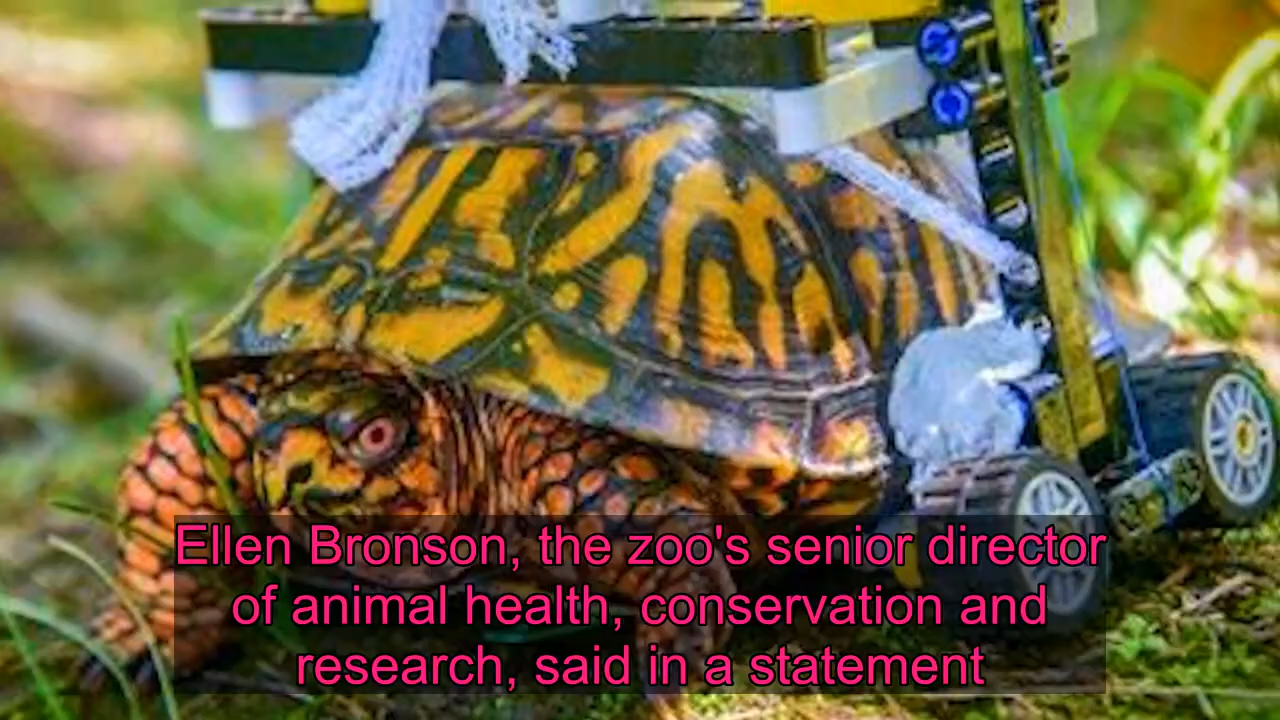 Ellen Bronson, the zoo's senior director
of animal health, conservation and
research, said in a statement